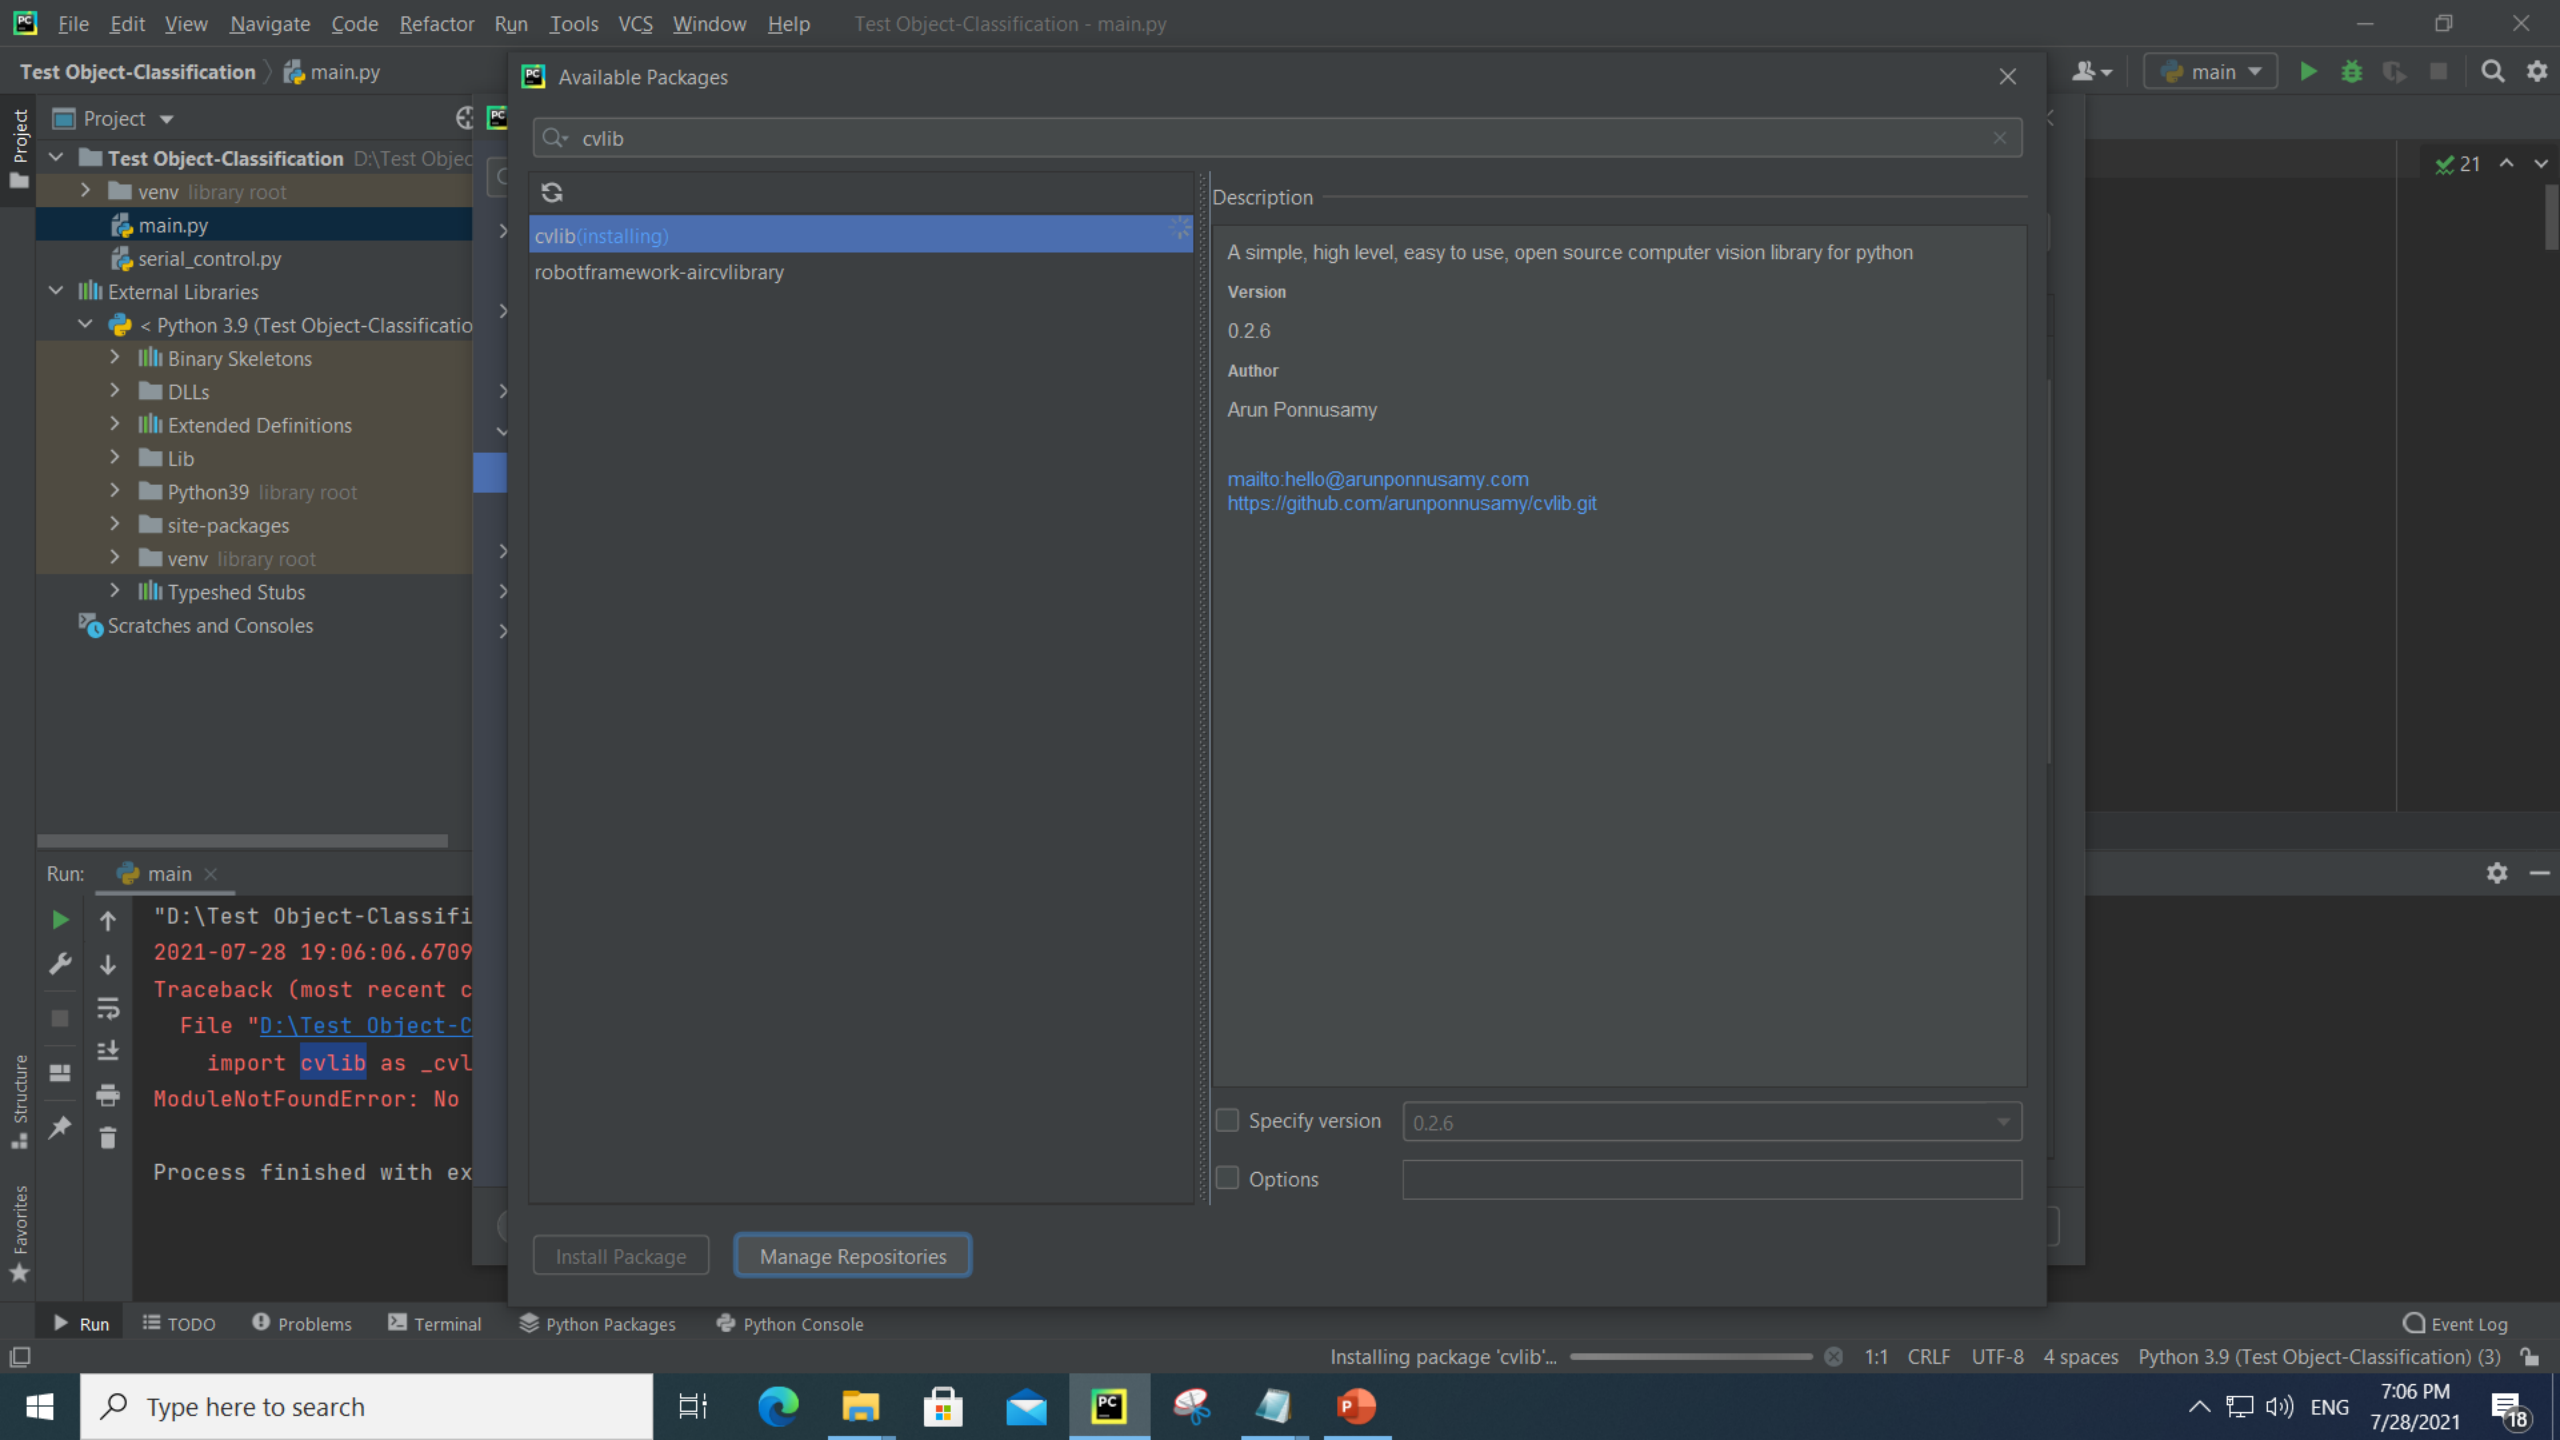 File Edit View Navigate Code Refactor Run Tools VCS Window Help Test Object-Classification - main.py
Test Object-Classification main.py
main
Project
Project
Test Object-Classification D:\Test Objec
venv library root
main.py
serial_control.py
External Libraries
< Python 3.9 (Test Object-Classificatio
Binary Skeletons
DLLs
Extended Definitions
Lib
Python39 library root
site-packages
venv library root
Typeshed Stubs
Scratches and Consoles
PC Available Packages
PC
cvlib
cvlib(installing)
robotframework-aircvlibrary
Description
A simple, high level, easy to use, open source computer vision library for python
Version
0.2.6
Author
Arun Ponnusamy
mailto:hello@arunponnusamy.com
https://github.com/arunponnusamy/cvlib.git
Specify version 0.2.6
Options
Install Package Manage Repositories
21
Run: main
"D:\Test Object-Classifi
2021-07-28 19:06:06.6709
Traceback (most recent c
File "D:\Test Object-C
import cvlib as _cvl
ModuleNotFoundError: No
Process finished with ex
Structure
Favorites
Run TODO Problems Terminal Python Packages Python Console Event Log
Installing package 'cvlib'... 1:1 CRLF UTF-8 4 spaces Python 3.9 (Test Object-Classification) (3)
Type here to search
PC
P
ENG
7:06 PM
7/28/2021
18